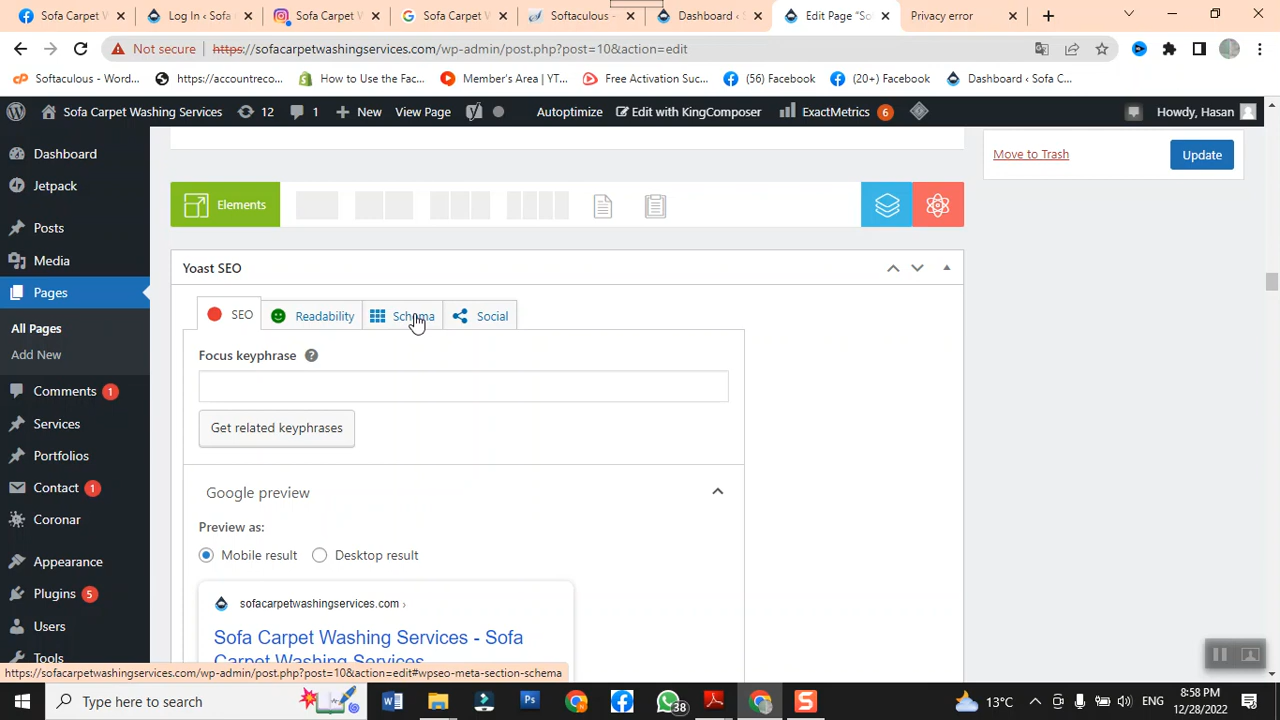 Sofa Carpet W
Log In ‹ Sofa
Sofa Carpet W
Sofa Carpet W
Softaculous -
Dashboard ‹ S
Edit Page "So
Privacy error
Not secure
https://sofacarpetwashingservices.com/wp-admin/post.php?post=10&action=edit
Softaculous - Word...
https://accountreco...
How to Use the Fac...
Member's Area | YT...
Free Activation Suc...
(56) Facebook
(20+) Facebook
Dashboard ‹ Sofa C...
Sofa Carpet Washing Services
12
1
New
View Page
Autoptimize
Edit with KingComposer
ExactMetrics
6
Howdy, Hasan
Dashboard
Jetpack
Posts
Media
Pages
All Pages
Add New
Comments 1
Services
Portfolios
Contact 1
Coronar
Appearance
Plugins 5
Users
Tools
Move to Trash
Update
Elements
Yoast SEO
SEO
Readability
Schema
Social
Focus keyphrase
?
Get related keyphrases
Google preview
Preview as:
Mobile result
Desktop result
sofacarpetwashingservices.com ›
Sofa Carpet Washing Services - Sofa
Carpet Washing Services
https://sofacarpetwashingservices.com/wp-admin/post.php?post=10&action=edit#wpseo-meta-section-schema
Type here to search
38
13°C
ENG
8:58 PM
12/28/2022